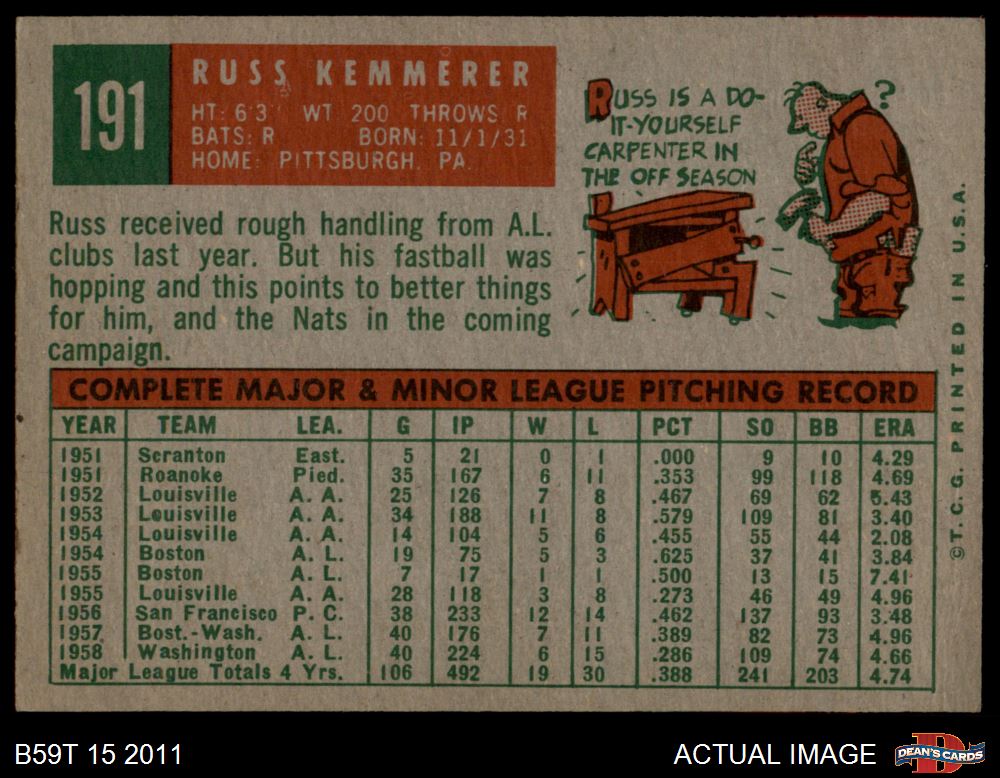 191
RUSS KEMMERER
HT: 6'3" WT 200 THROWS: R
BATS: R BORN: 11/1/31
HOME: PITTSBURGH, PA.
RUSS IS A DO-
IT-YOURSELF
CARPENTER IN
THE OFF SEASON
?
Russ received rough handling from A.L.
clubs last year. But his fastball was
hopping and this points to better things
for him, and the Nats in the coming
campaign.
COMPLETE MAJOR & MINOR LEAGUE PITCHING RECORD
YEAR TEAM LEA. G IP W L PCT SO BB ERA
1951 Scranton East. 5 21 0 1 .000 9 10 4.29
1951 Roanoke Pied. 35 167 6 11 .353 99 118 4.69
1952 Louisville A. A. 25 126 7 8 .467 69 62 5.43
1953 Louisville A. A. 34 188 11 8 .579 109 81 3.40
1954 Louisville A. A. 14 104 5 6 .455 55 44 2.08
1954 Boston A. L. 19 75 5 3 .625 37 41 3.84
1955 Boston A. L. 7 17 1 1 .500 13 15 7.41
1955 Louisville A. A. 28 118 3 8 .273 46 49 4.96
1956 San Francisco P. C. 38 233 12 14 .462 137 93 3.48
1957 Bost.-Wash. A. L. 40 176 7 11 .389 82 73 4.96
1958 Washington A. L. 40 224 6 15 .286 109 74 4.66
Major League Totals 4 Yrs. 106 492 19 30 .388 241 203 4.74
©T. C. G. PRINTED IN U.S.A.
B59T 15 2011
ACTUAL IMAGE
D
DEAN'S CARDS